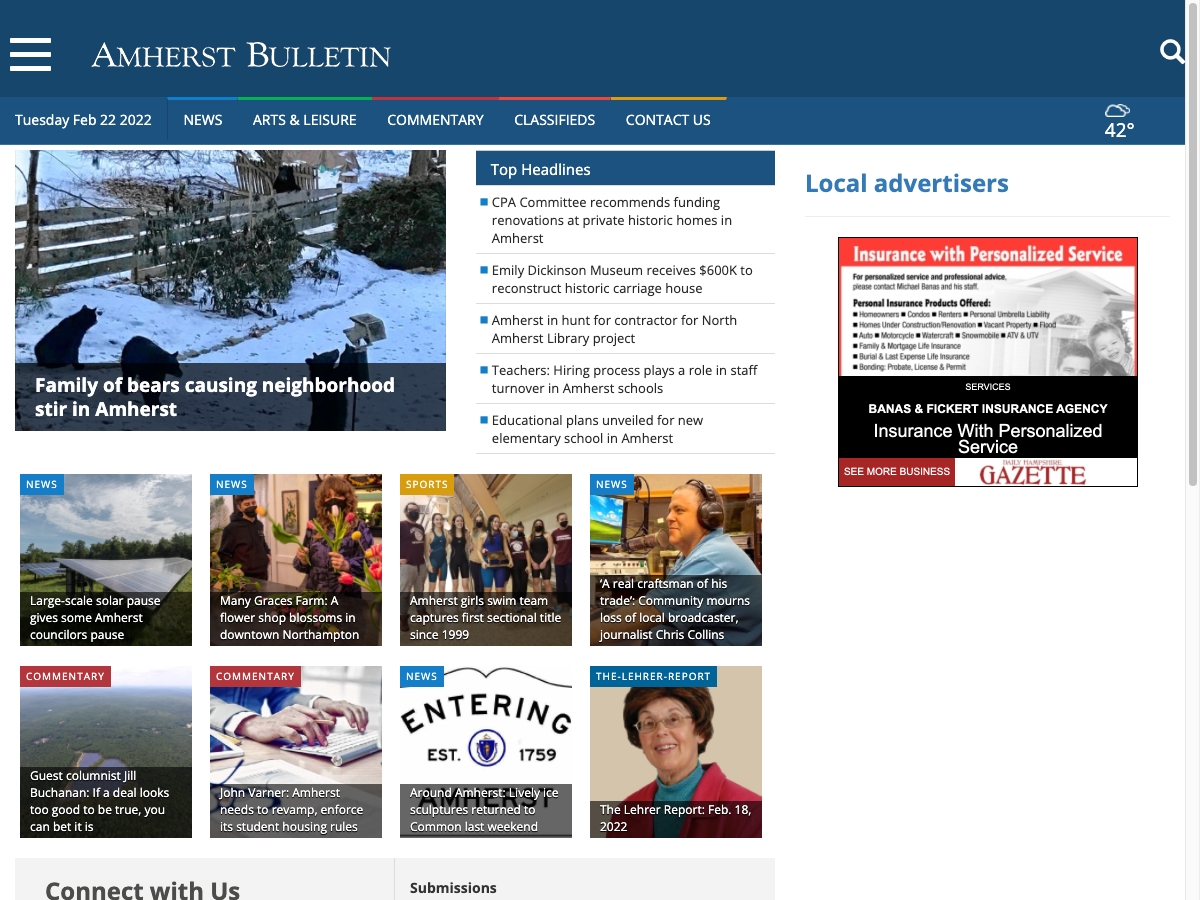 AMHERST BULLETIN
Tuesday Feb 22 2022
NEWS
ARTS & LEISURE
COMMENTARY
CLASSIFIEDS
CONTACT US
42°
Family of bears causing neighborhood
stir in Amherst
Top Headlines
CPA Committee recommends funding
renovations at private historic homes in
Amherst
Emily Dickinson Museum receives $600K to
reconstruct historic carriage house
Amherst in hunt for contractor for North
Amherst Library project
Teachers: Hiring process plays a role in staff
turnover in Amherst schools
Educational plans unveiled for new
elementary school in Amherst
Local advertisers
Insurance with Personalized Service
For personalized service and professional advice,
please contact Michael Banas and his staff.
Personal Insurance Products Offered:
■ Homeowners ■ Condos ■ Renters ■ Personal Umbrella Liability
■ Homes Under Construction/Renovation ■ Vacant Property ■ Flood
■ Auto ■ Motorcycle ■ Watercraft ■ Snowmobile ■ ATV & UTV
■ Family & Mortgage Life Insurance
■ Burial & Last Expense Life Insurance
■ Bonding: Probate, License & Permit
SERVICES
BANAS & FICKERT INSURANCE AGENCY
Insurance With Personalized
Service
SEE MORE BUSINESS
DAILY HAMPSHIRE
GAZETTE
NEWS
Large-scale solar pause
gives some Amherst
councilors pause
NEWS
Many Graces Farm: A
flower shop blossoms in
downtown Northampton
SPORTS
Amherst girls swim team
captures first sectional title
since 1999
NEWS
‘A real craftsman of his
trade’: Community mourns
loss of local broadcaster,
journalist Chris Collins
COMMENTARY
Guest columnist Jill
Buchanan: If a deal looks
too good to be true, you
can bet it is
COMMENTARY
John Varner: Amherst
needs to revamp, enforce
its student housing rules
NEWS
ENTERING
EST. 1759
AMHERST
Around Amherst: Lively ice
sculptures returned to
Common last weekend
THE-LEHRER-REPORT
The Lehrer Report: Feb. 18,
2022
Connect with Us
Submissions